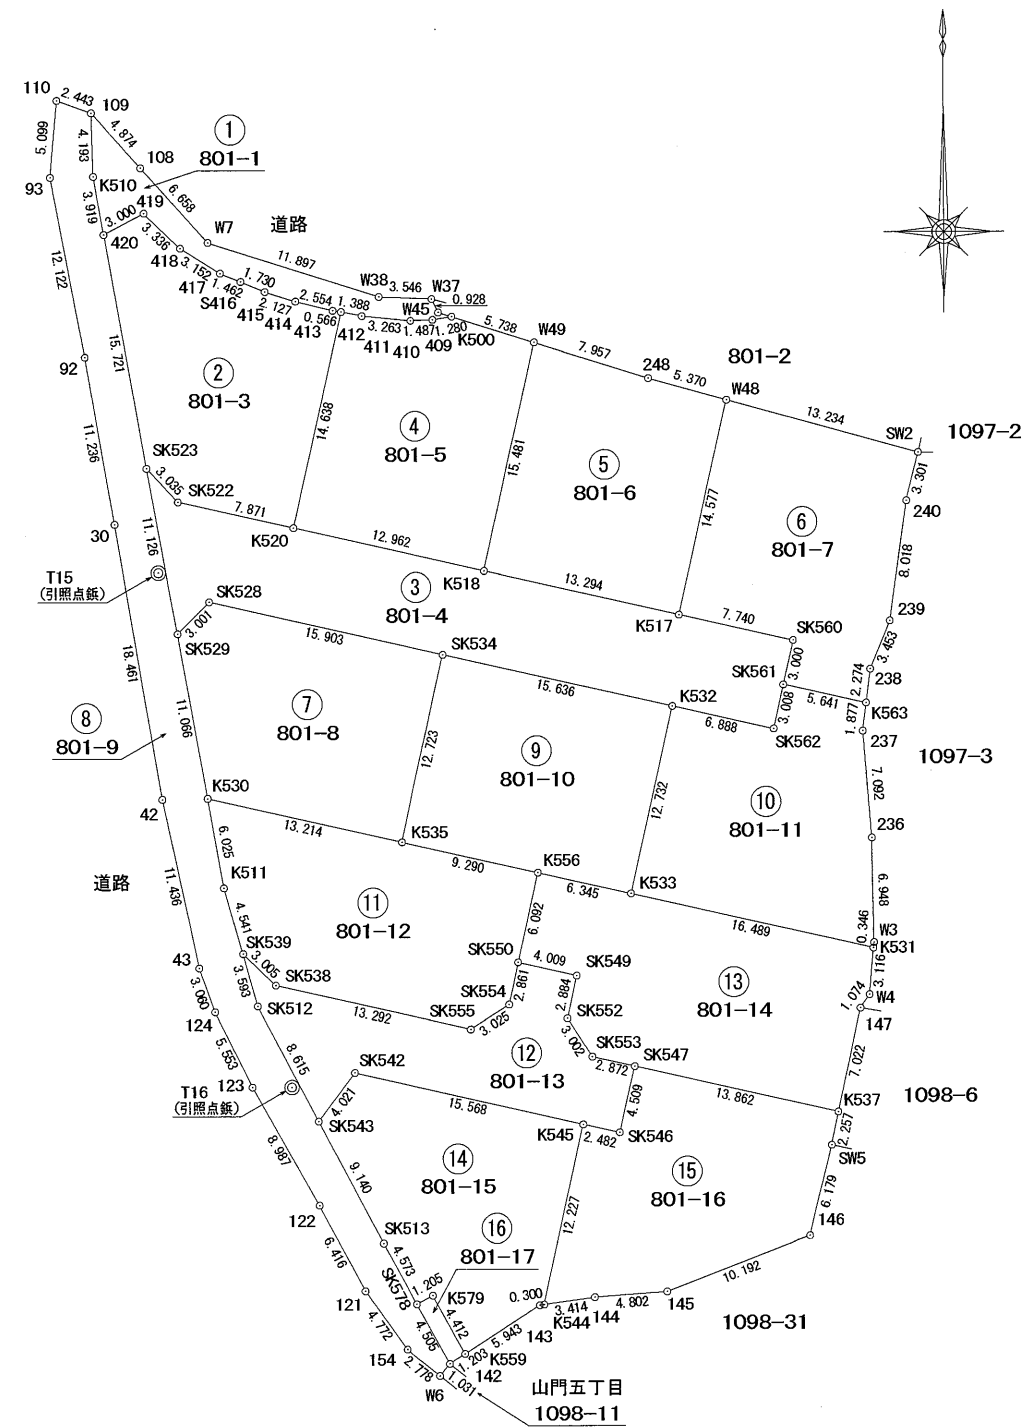 110
2.443
109
5.099
4.193
4.874
①
801-1
108
93
K510
3.919
6.658
419
3.000
420
3.336
W7
道路
418
3.152
11.897
417
1.462
1.730
S416
2.127
415
2.554
414
0.566
413
1.388
412
3.263
411
1.487
410
1.280
409
W38
3.546
W37
0.928
W45
K500
5.738
W49
12.122
15.721
7.957
248
5.370
801-2
W48
13.234
SW2
1097-2
92
②
801-3
14.638
④
801-5
15.481
⑤
801-6
14.577
⑥
801-7
3.301
240
11.236
SK523
3.035
SK522
7.871
K520
12.962
K518
30
11.126
8.018
T15
(引照点鋲)
③
801-4
13.294
K517
7.740
239
SK528
3.001
SK529
15.903
SK534
SK560
3.453
3.000
SK561
2.274
238
18.461
15.636
K532
6.888
3.008
5.641
K563
1.877
SK562
237
⑧
801-9
11.066
⑦
801-8
12.723
⑨
801-10
1097-3
7.092
12.732
⑩
801-11
K530
42
13.214
K535
236
6.025
9.290
K556
道路
11.436
K511
6.345
K533
6.948
⑪
801-12
4.541
6.092
16.489
0.346
W3
K531
SK539
3.005
43
SK550
4.009
SK549
3.116
3.593
SK538
⑬
801-14
3.060
2.861
SK554
2.884
W4
1.074
SK512
13.292
SK555
3.025
SK552
147
124
3.002
SK553
5.553
8.615
SK542
⑫
801-13
2.872
SK547
7.022
123
T16
(引照点鋲)
4.021
15.568
4.509
13.862
K537
1098-6
SK543
K545
2.482
SK546
2.257
SW5
8.987
⑭
801-15
⑮
801-16
9.140
6.179
12.227
122
146
SK513
⑯
801-17
6.416
4.573
10.192
1.205
SK578
K579
0.300
121
4.412
143
K544
3.414
144
4.802
145
4.772
4.505
5.943
1098-31
154
2.778
1.203
K559
142
1.031
W6
山門五丁目
1098-11